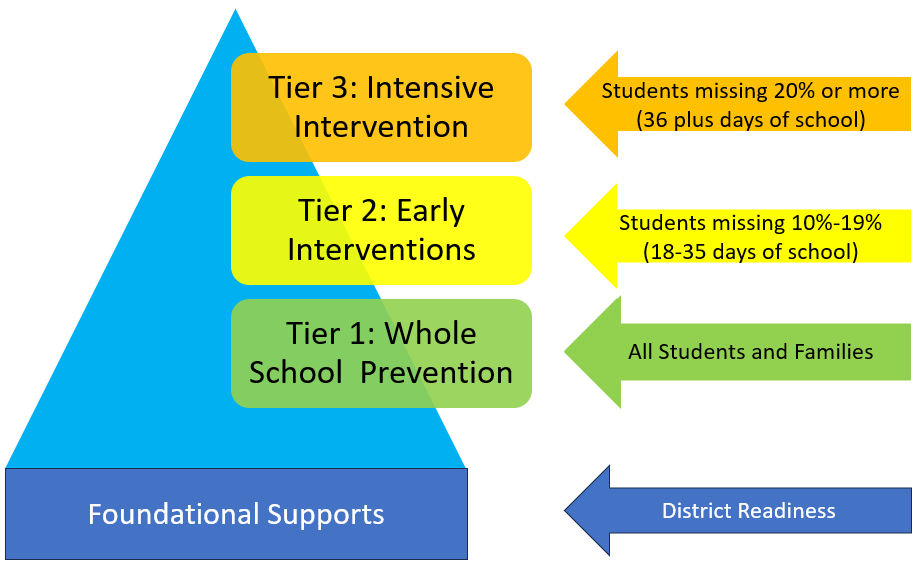 Tier 3: Intensive
Intervention
Students missing 20% or more
(36 plus days of school)
Tier 2: Early
Interventions
Students missing 10%-19%
(18-35 days of school)
Tier 1: Whole
School  Prevention
All Students and Families
Foundational Supports
District Readiness